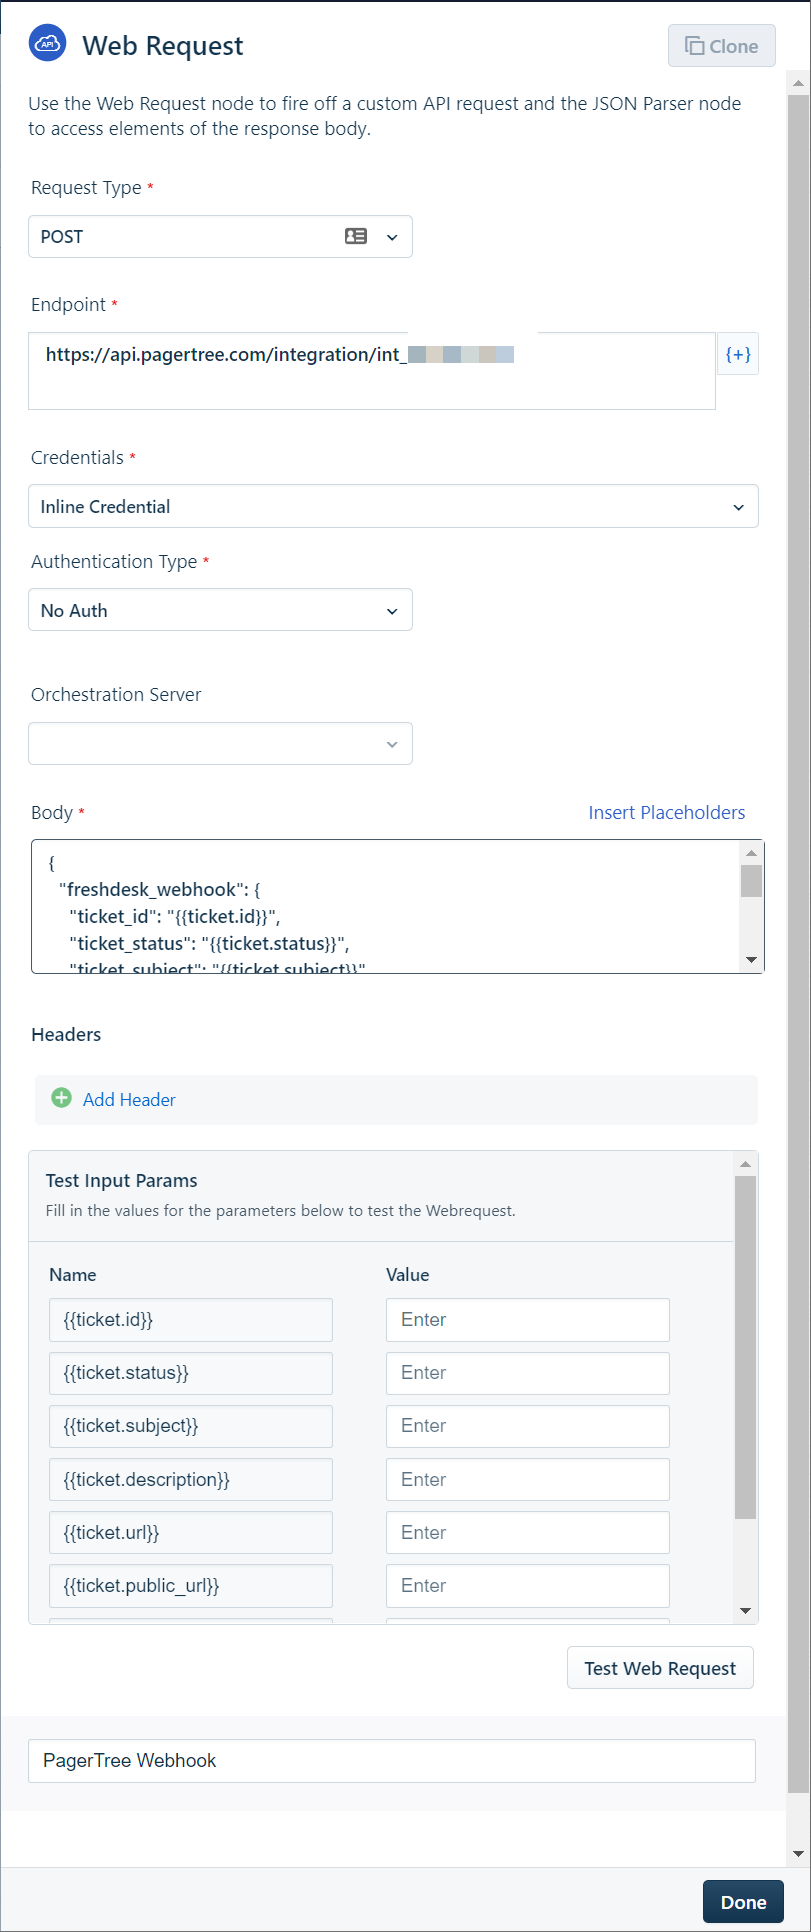 API
Web Request
Clone
Use the Web Request node to fire off a custom API request and the JSON Parser node
to access elements of the response body.
Request Type *
POST
Endpoint *
https://api.pagertree.com/integration/int_
{+}
Credentials *
Inline Credential
Authentication Type *
No Auth
Orchestration Server
Body *
Insert Placeholders
{
"freshdesk_webhook": {
"ticket_id": "{{ticket.id}}",
"ticket_status": "{{ticket.status}}",
"ticket_subject": "{{ticket.subject}}"
Headers
Add Header
Test Input Params
Fill in the values for the parameters below to test the Webrequest.
Name Value
{{ticket.id}} Enter
{{ticket.status}} Enter
{{ticket.subject}} Enter
{{ticket.description}} Enter
{{ticket.url}} Enter
{{ticket.public_url}} Enter
Test Web Request
PagerTree Webhook
Done